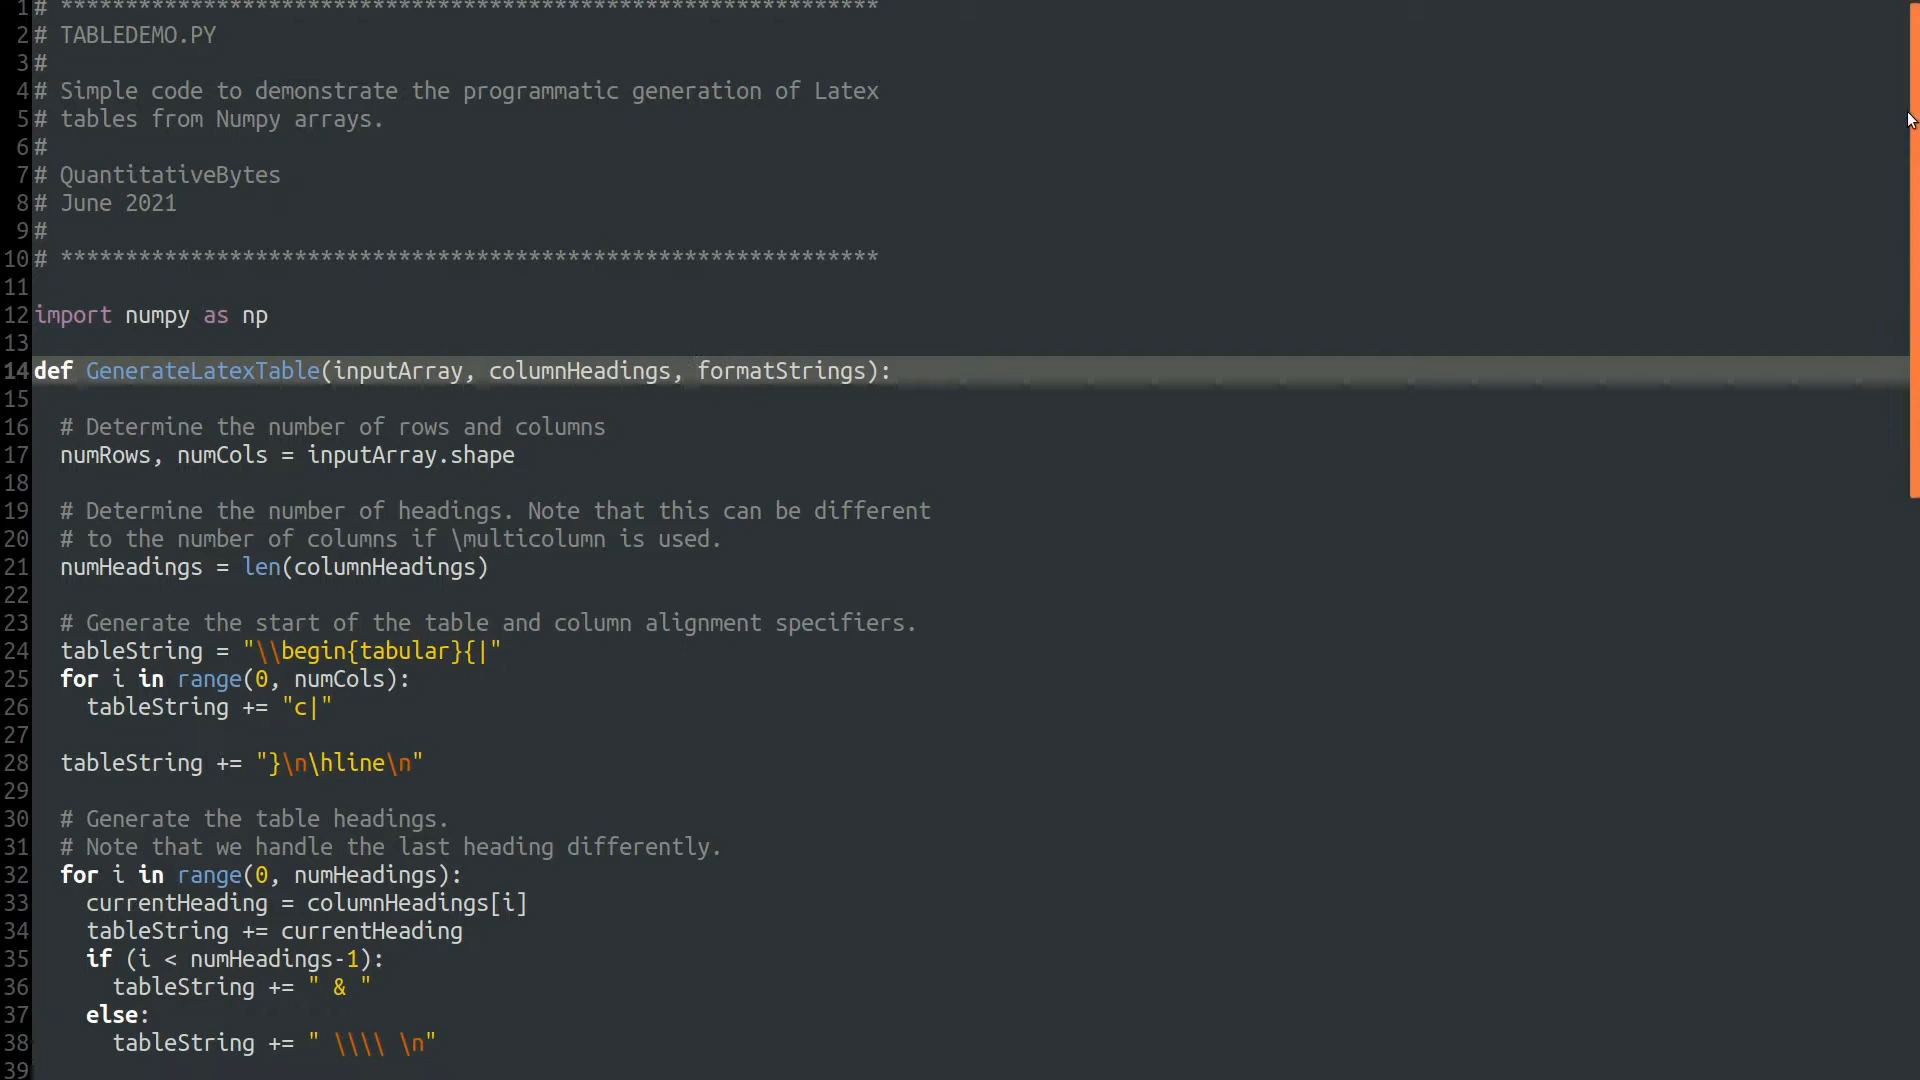 1# ***************************************************************
2# TABLEDEMO.PY
3#
4# Simple code to demonstrate the programmatic generation of Latex
5# tables from Numpy arrays.
6#
7# QuantitativeBytes
8# June 2021
9#
10# ***************************************************************
11
12 import numpy as np
13
14 def GenerateLatexTable(inputArray, columnHeadings, formatStrings):
15
16   # Determine the number of rows and columns
17   numRows, numCols = inputArray.shape
18
19   # Determine the number of headings. Note that this can be different
20   # to the number of columns if \multicolumn is used.
21   numHeadings = len(columnHeadings)
22
23   # Generate the start of the table and column alignment specifiers.
24   tableString = "\\begin{tabular}{|"
25   for i in range(0, numCols):
26     tableString += "c|"
27
28   tableString += "}\n\hline\n"
29
30   # Generate the table headings.
31   # Note that we handle the last heading differently.
32   for i in range(0, numHeadings):
33     currentHeading = columnHeadings[i]
34     tableString += currentHeading
35     if (i < numHeadings-1):
36       tableString += " & "
37     else:
38       tableString += " \\\\ \n"
39